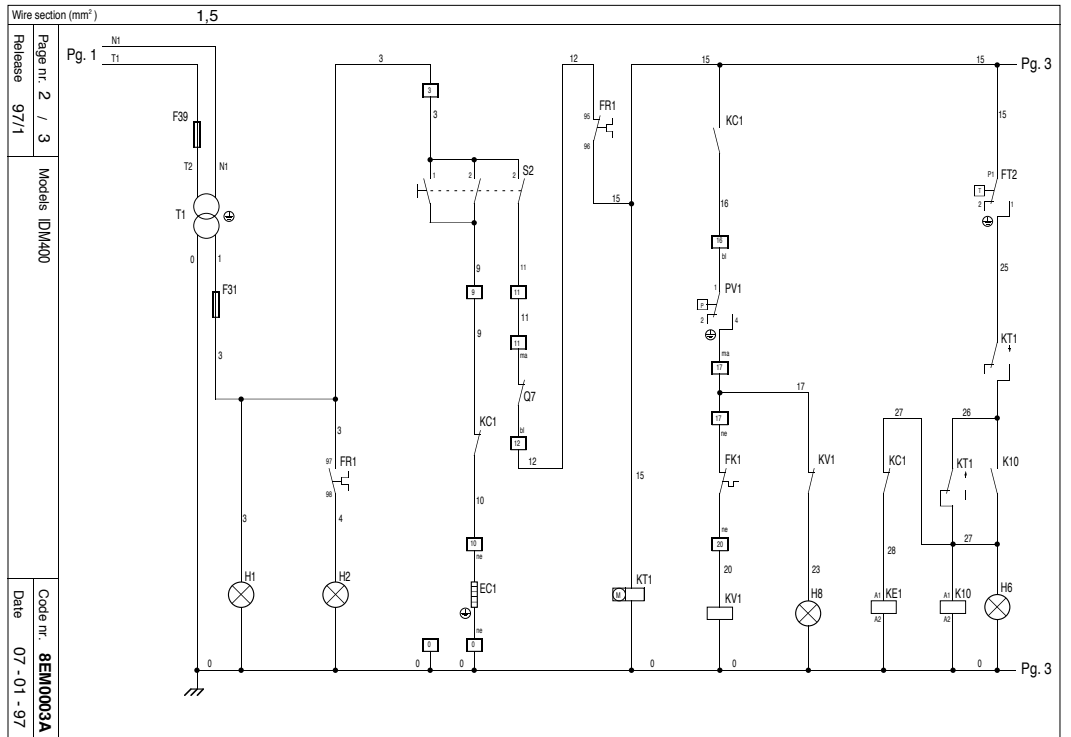 Wire section (mm²) 1,5
Page nr. 2 / 3
Release 97/1
Models IDM400
Code nr. 8EM0003A
Date 07 - 01 - 97
Pg. 1
N1
T1
3
12
15
15
Pg. 3
F39
3
3
FR1
95
96
KC1
15
T2
N1
1
2
2
S2
P1
FT2
T
2
1
T1
15
16
0
1
9
11
16
bl
25
F31
9
11
1
PV1
P
2
4
11
9
11
ma
KT1
3
ma
17
Q7
17
17
27
26
3
KC1
bl
12
ne
97
FR1
98
12
FK1
KV1
KC1
KT1
K10
15
10
3
4
ne
27
10
20
28
ne
20
23
H1
H2
EC1
KT1
M
KV1
H8
A1
KE1
A2
A1
K10
A2
H6
ne
0
0
0
0
0
0
0
0
Pg. 3